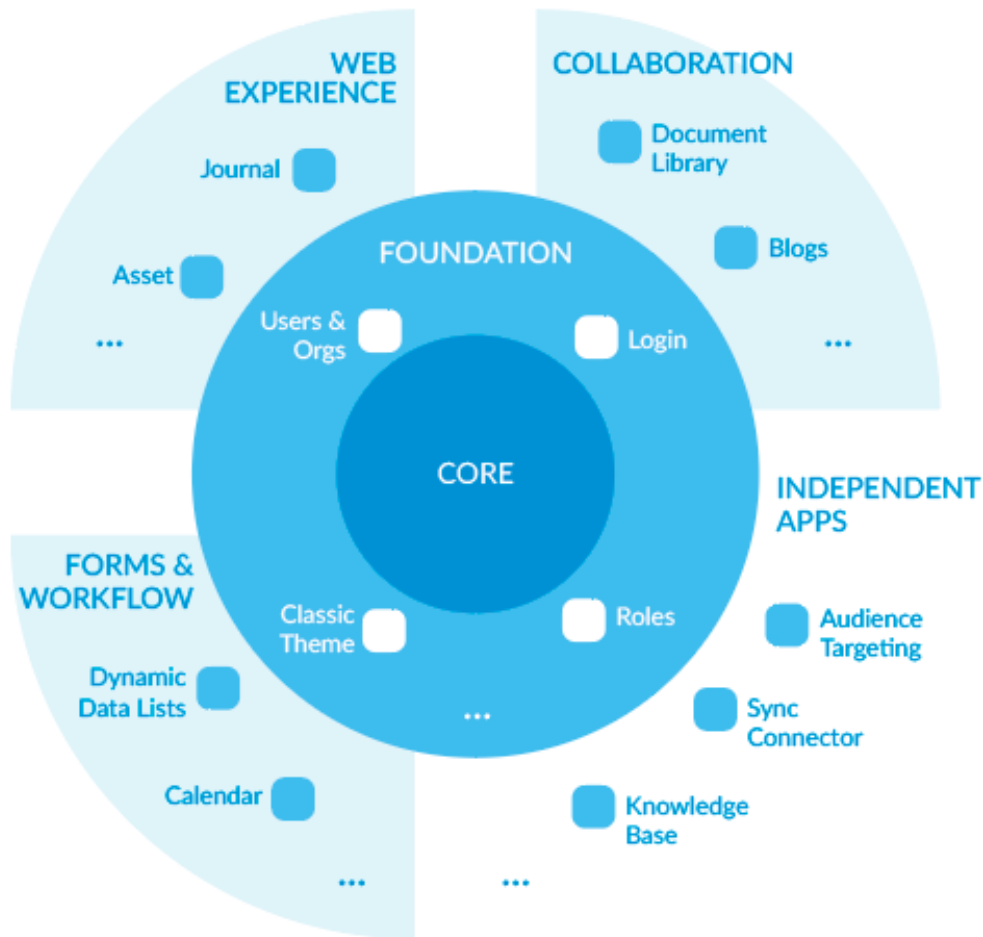 WEB
EXPERIENCE
Journal
Asset
...
COLLABORATION
Document
Library
Blogs
...
FOUNDATION
Users &
Orgs
Login
CORE
Classic
Theme
Roles
...
FORMS &
WORKFLOW
Dynamic
Data Lists
Calendar
...
INDEPENDENT
APPS
Audience
Targeting
Sync
Connector
Knowledge
Base
...